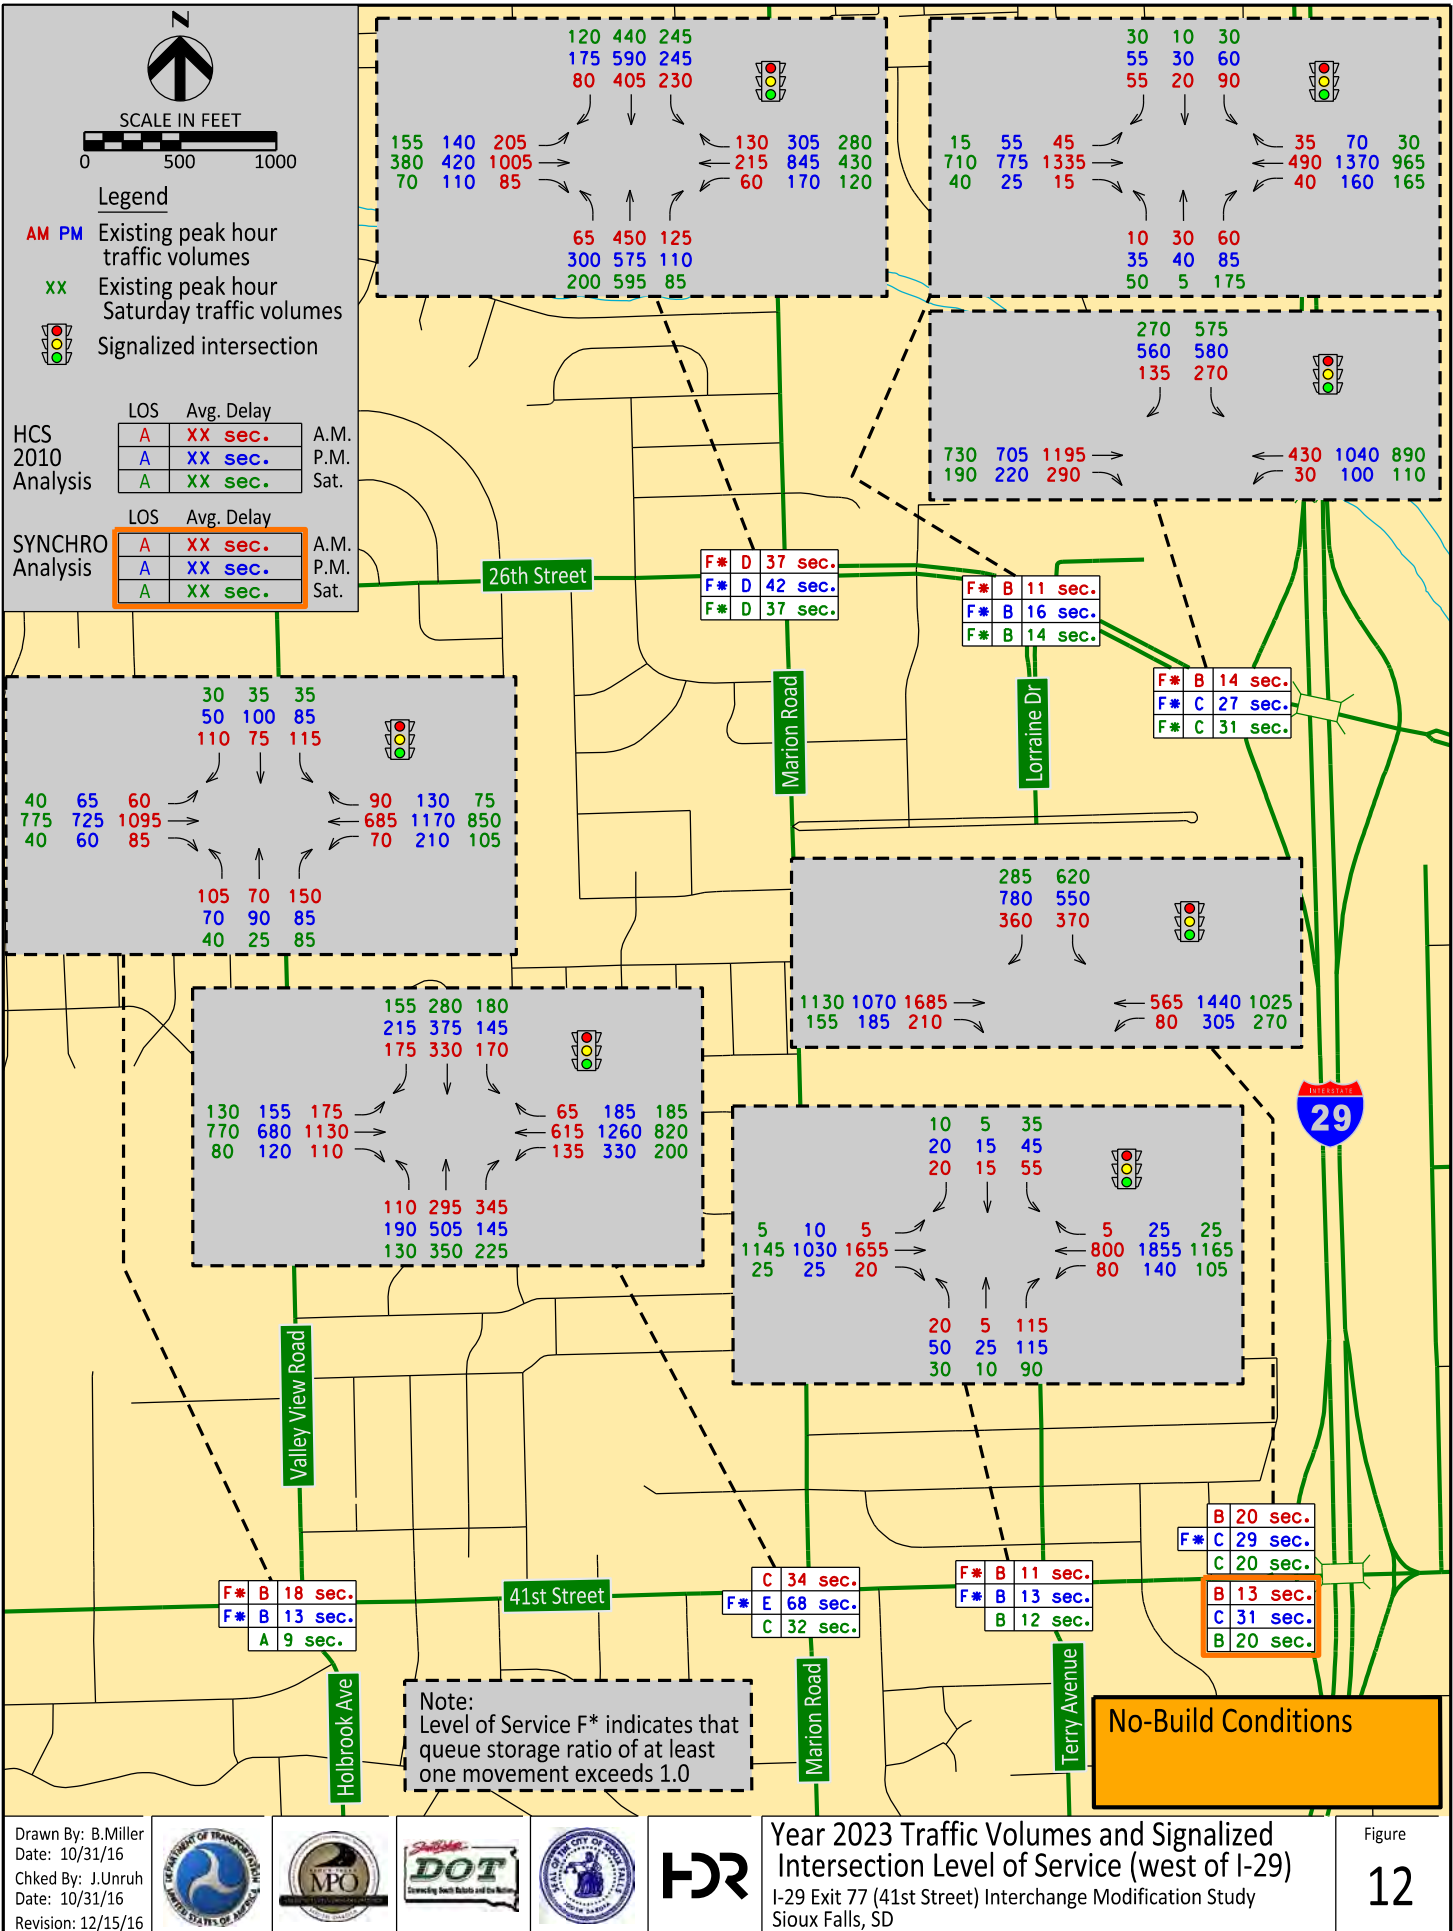 N
SCALE IN FEET
0 500 1000
Legend
AM PM Existing peak hour
traffic volumes
XX Existing peak hour
Saturday traffic volumes
Signalized intersection
LOS Avg. Delay
HCS
2010
Analysis
A XX sec. A.M.
A XX sec. P.M.
A XX sec. Sat.
LOS Avg. Delay
SYNCHRO
Analysis
A XX sec. A.M.
A XX sec. P.M.
A XX sec. Sat.
120 440 245
175 590 245
80 405 230
155 140 205
380 420 1005
70 110 85
130 305 280
215 845 430
60 170 120
65 450 125
300 575 110
200 595 85
30 10 30
55 30 60
55 20 90
15 55 45
710 775 1335
40 25 15
35 70 30
490 1370 965
40 160 165
10 30 60
35 40 85
50 5 175
270 575
560 580
135 270
730 705 1195
190 220 290
430 1040 890
30 100 110
26th Street
F* D 37 sec.
F* D 42 sec.
F* D 37 sec.
F* B 11 sec.
F* B 16 sec.
F* B 14 sec.
F* B 14 sec.
F* C 27 sec.
F* C 31 sec.
Marion Road
Lorraine Dr
30 35 35
50 100 85
110 75 115
40 65 60
775 725 1095
40 60 85
90 130 75
685 1170 850
70 210 105
105 70 150
70 90 85
40 25 85
285 620
780 550
360 370
1130 1070 1685
155 185 210
565 1440 1025
80 305 270
155 280 180
215 375 145
175 330 170
130 155 175
770 680 1130
80 120 110
65 185 185
615 1260 820
135 330 200
110 295 345
190 505 145
130 350 225
INTERSTATE
29
10 5 35
20 15 45
20 15 55
5 10 5
1145 1030 1655
25 25 20
5 25 25
800 1855 1165
80 140 105
20 5 115
50 25 115
30 10 90
Valley View Road
41st Street
F* B 18 sec.
F* B 13 sec.
A 9 sec.
C 34 sec.
F* E 68 sec.
C 32 sec.
F* B 11 sec.
F* B 13 sec.
B 12 sec.
B 20 sec.
F* C 29 sec.
C 20 sec.
B 13 sec.
C 31 sec.
B 20 sec.
Holbrook Ave
Marion Road
Terry Avenue
Note:
Level of Service F* indicates that
queue storage ratio of at least
one movement exceeds 1.0
No-Build Conditions
Drawn By: B.Miller
Date: 10/31/16
Chked By: J.Unruh
Date: 10/31/16
Revision: 12/15/16
MPO
South Dakota
DOT
Connecting South Dakota and the Nation
HDR
Year 2023 Traffic Volumes and Signalized
Intersection Level of Service (west of I-29)
I-29 Exit 77 (41st Street) Interchange Modification Study
Sioux Falls, SD
Figure
12